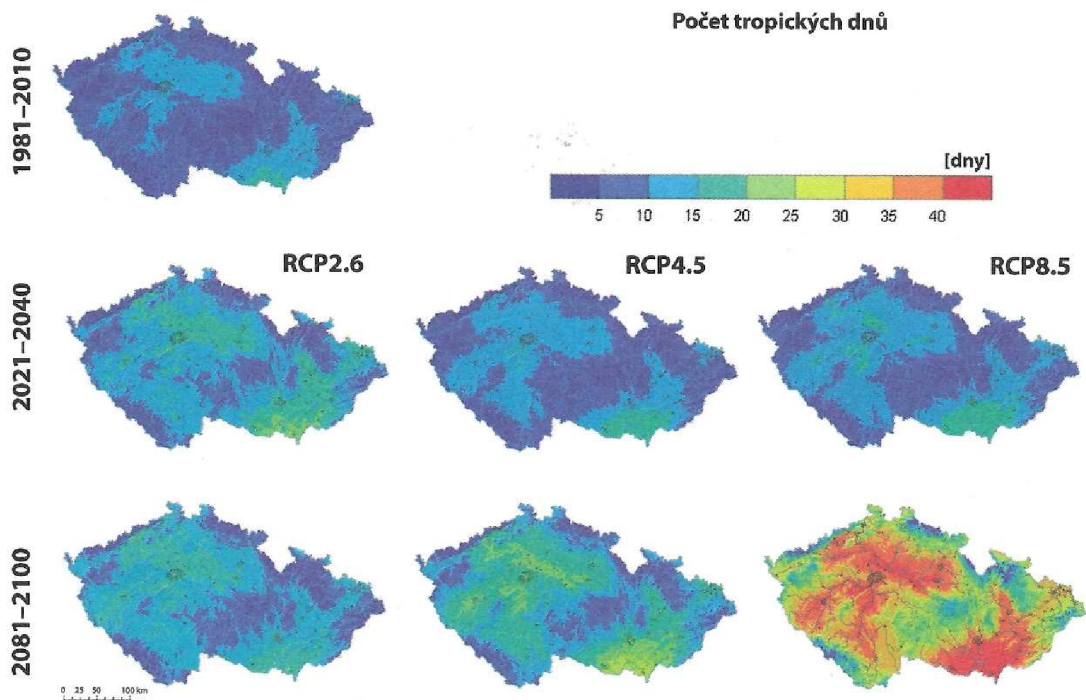 Počet tropických dnů
1981–2010
[dny]
5 10 15 20 25 30 35 40
RCP2.6
RCP4.5
RCP8.5
2021–2040
2081–2100
0 25 50 100 km